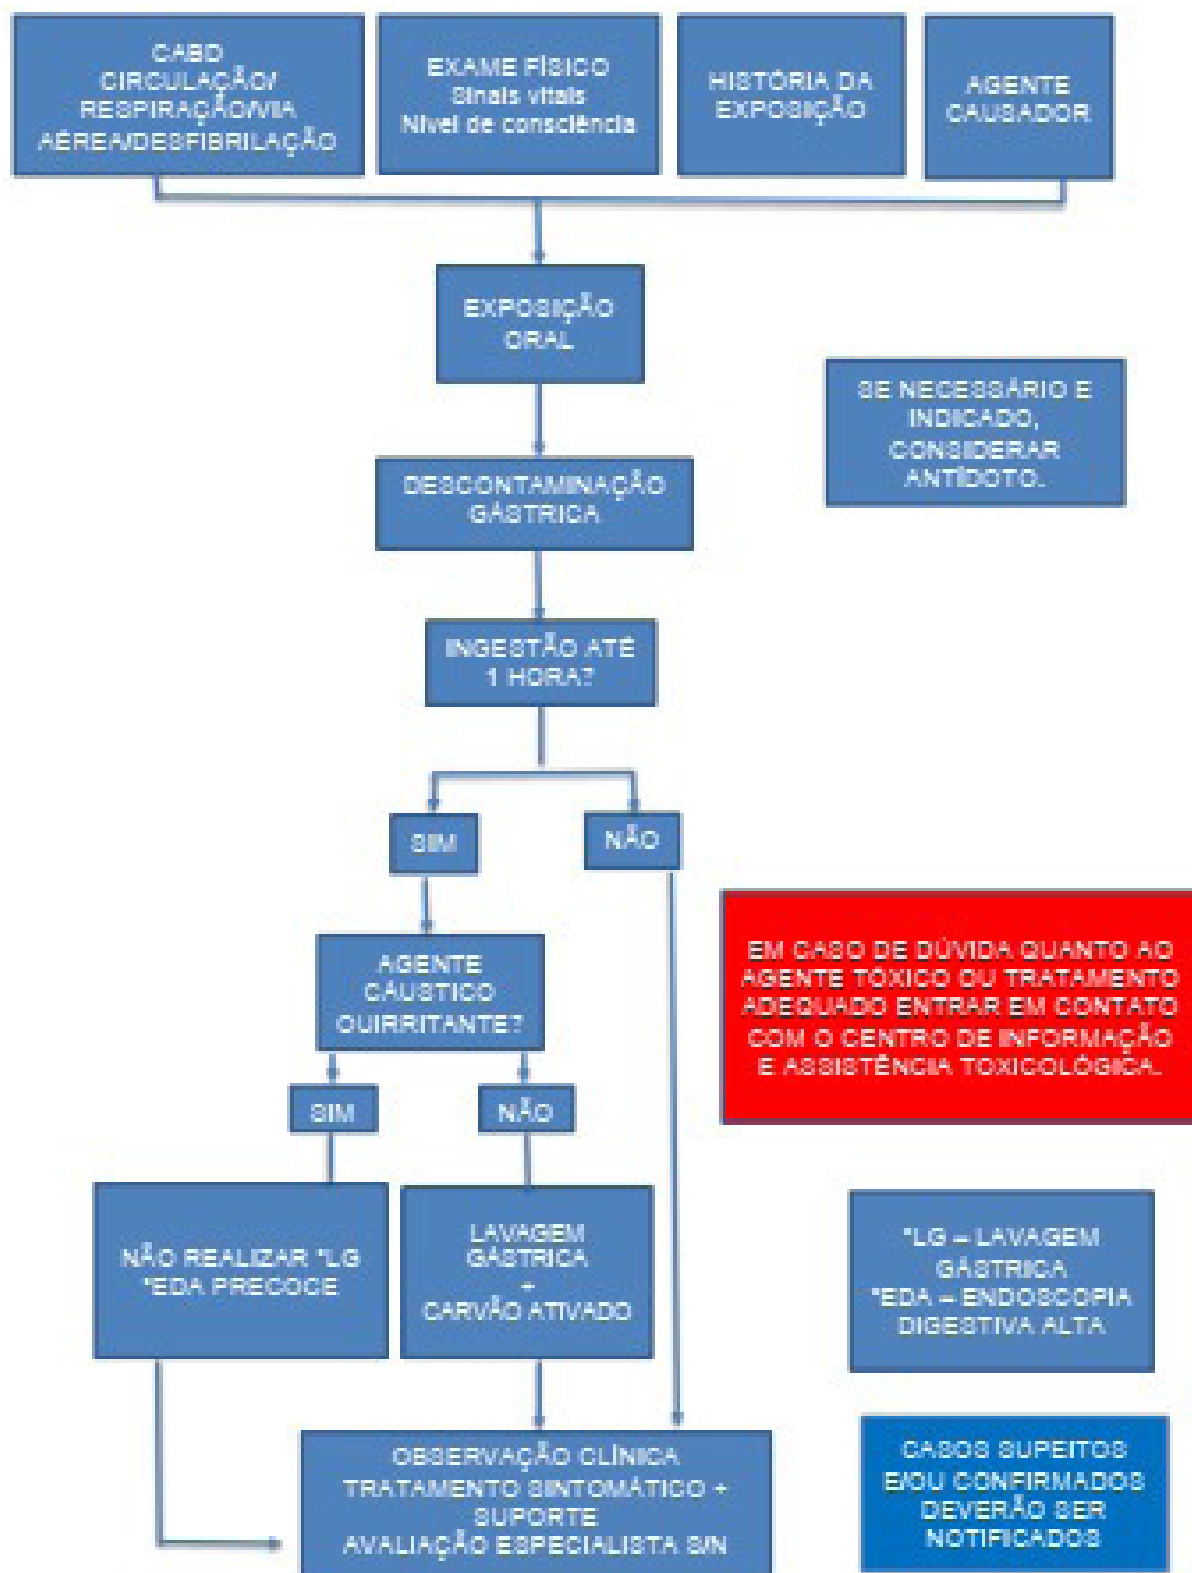 CABD
CIRCULAÇÃO/
RESPIRAÇÃO/VIA
AÉREA/DESFIBRILAÇÃO
EXAME FÍSICO
Sinais vitais
Nível de consciência
HISTÓRIA DA
EXPOSIÇÃO
AGENTE
CAUSADOR
EXPOSIÇÃO
ORAL
SE NECESSÁRIO E
INDICADO,
CONSIDERAR
ANTÍDOTO.
DESCONTAMINAÇÃO
GÁSTRICA
INGESTÃO ATÉ
1 HORA?
SIM
NÃO
AGENTE
CÁUSTICO
OUIRRITANTE?
EM CASO DE DÚVIDA QUANTO AO
AGENTE TÓXICO OU TRATAMENTO
ADEQUADO ENTRAR EM CONTATO
COM O CENTRO DE INFORMAÇÃO
E ASSISTÊNCIA TOXICOLÓGICA.
SIM
NÃO
NÃO REALIZAR *LG
*EDA PRECOCE
LAVAGEM
GÁSTRICA
+
CARVÃO ATIVADO
*LG – LAVAGEM
GÁSTRICA
*EDA – ENDOSCOPIA
DIGESTIVA ALTA
OBSERVAÇÃO CLÍNICA
TRATAMENTO SINTOMÁTICO +
SUPORTE
AVALIAÇÃO ESPECIALISTA S/N
CASOS SUPEITOS
E/OU CONFIRMADOS
DEVERÃO SER
NOTIFICADOS